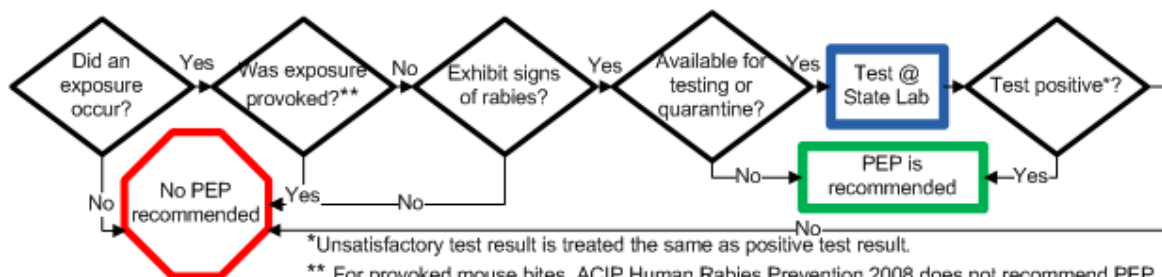 Did an
exposure
occur?
Yes
Was exposure
provoked?**
No
Exhibit signs
of rabies?
Yes
Available for
testing or
quarantine?
Yes
Test @
State Lab
Test positive*?
No
No PEP
recommended
Yes
No
No
PEP is
recommended
Yes
No
*Unsatisfactory test result is treated the same as positive test result.
** For provoked mouse bites, ACIP Human Rabies Prevention 2008 does not recommend PEP